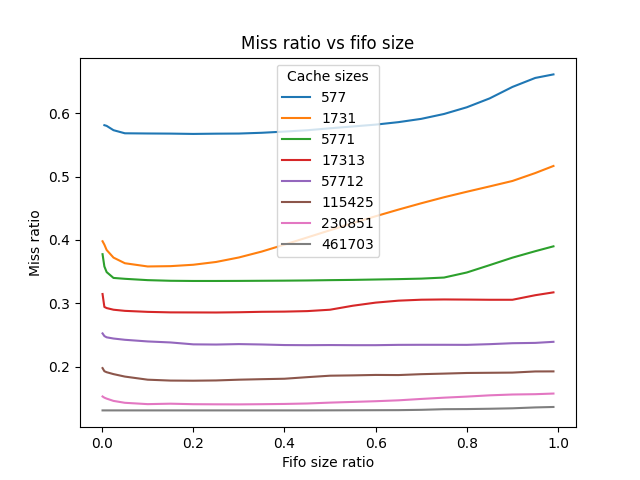 Miss ratio vs fifo size
Cache sizes
577
1731
5771
17313
57712
115425
230851
461703
0.6
0.5
0.4
0.3
0.2
Miss ratio
0.0 0.2 0.4 0.6 0.8 1.0
Fifo size ratio